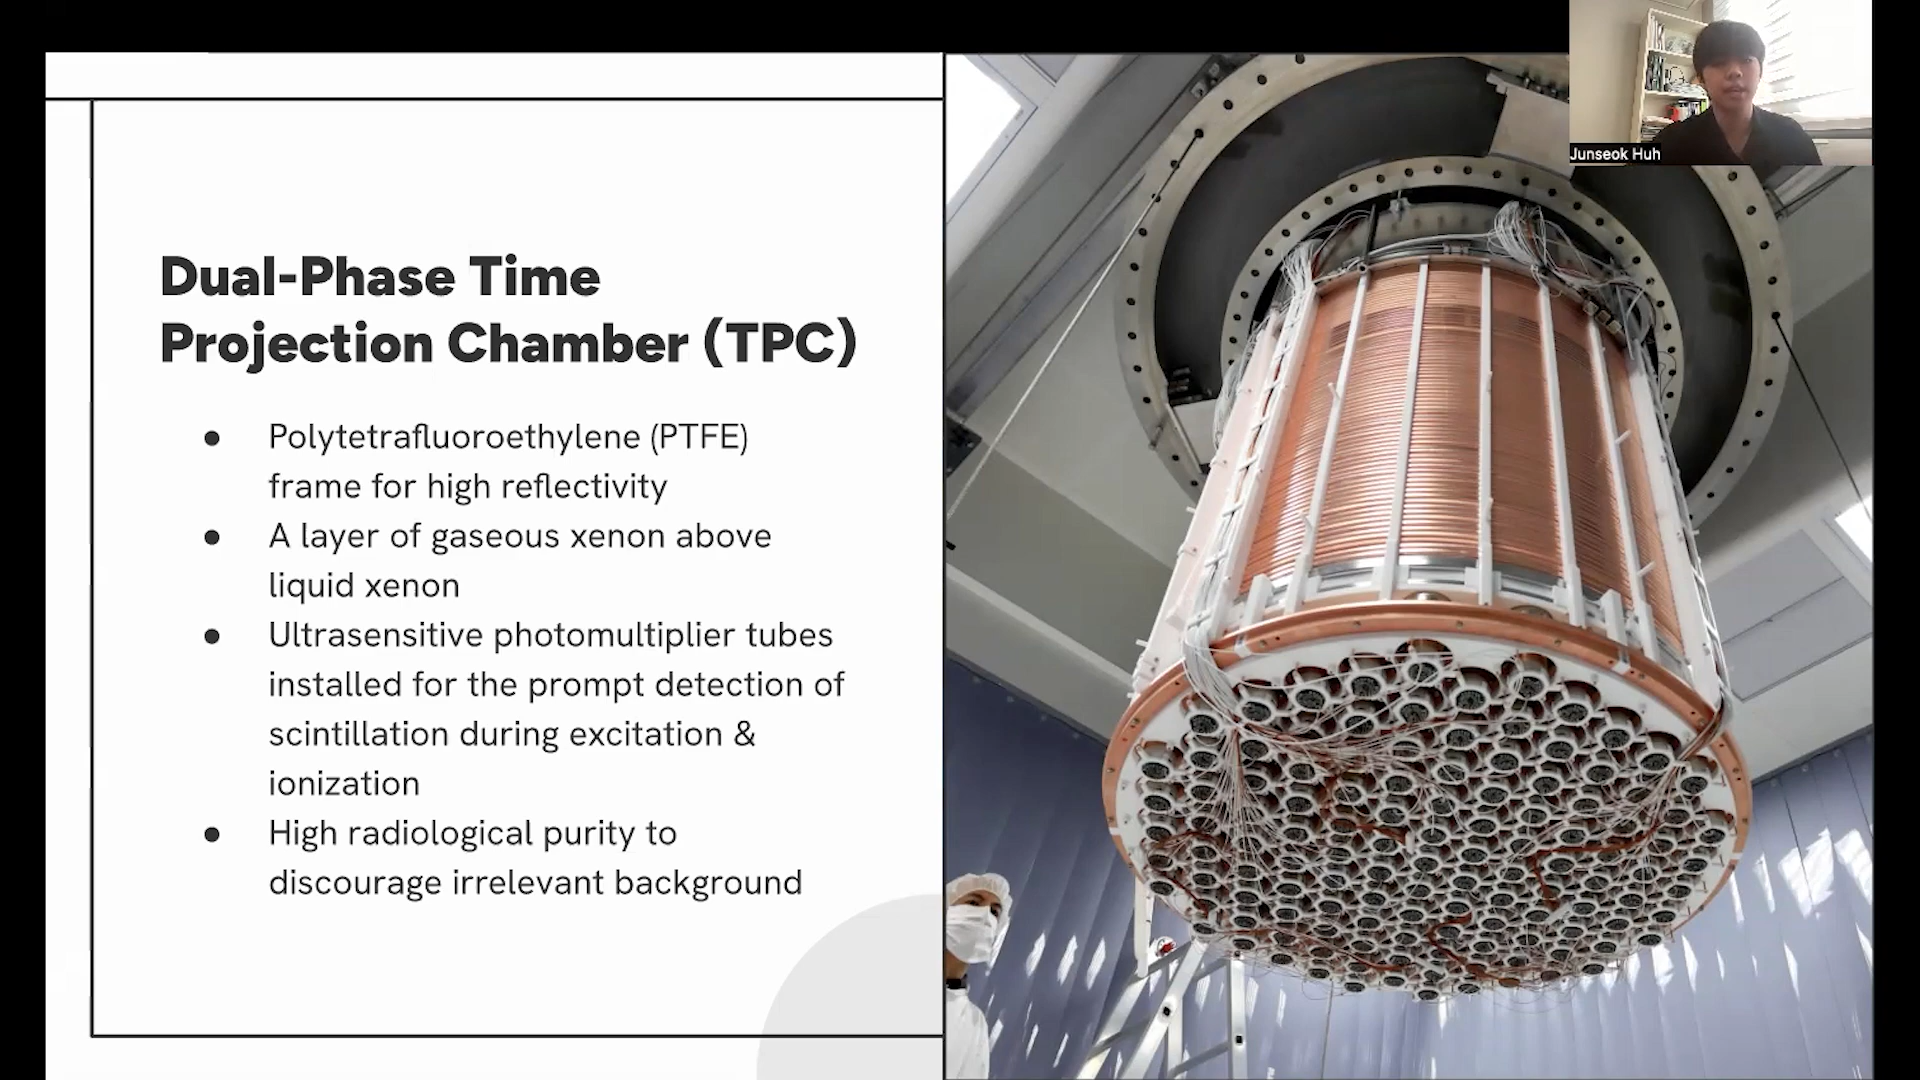 Junseok Huh
Dual-Phase Time
Projection Chamber (TPC)
● Polytetrafluoroethylene (PTFE)
frame for high reflectivity
● A layer of gaseous xenon above
liquid xenon
● Ultrasensitive photomultiplier tubes
installed for the prompt detection of
scintillation during excitation &
ionization
● High radiological purity to
discourage irrelevant background